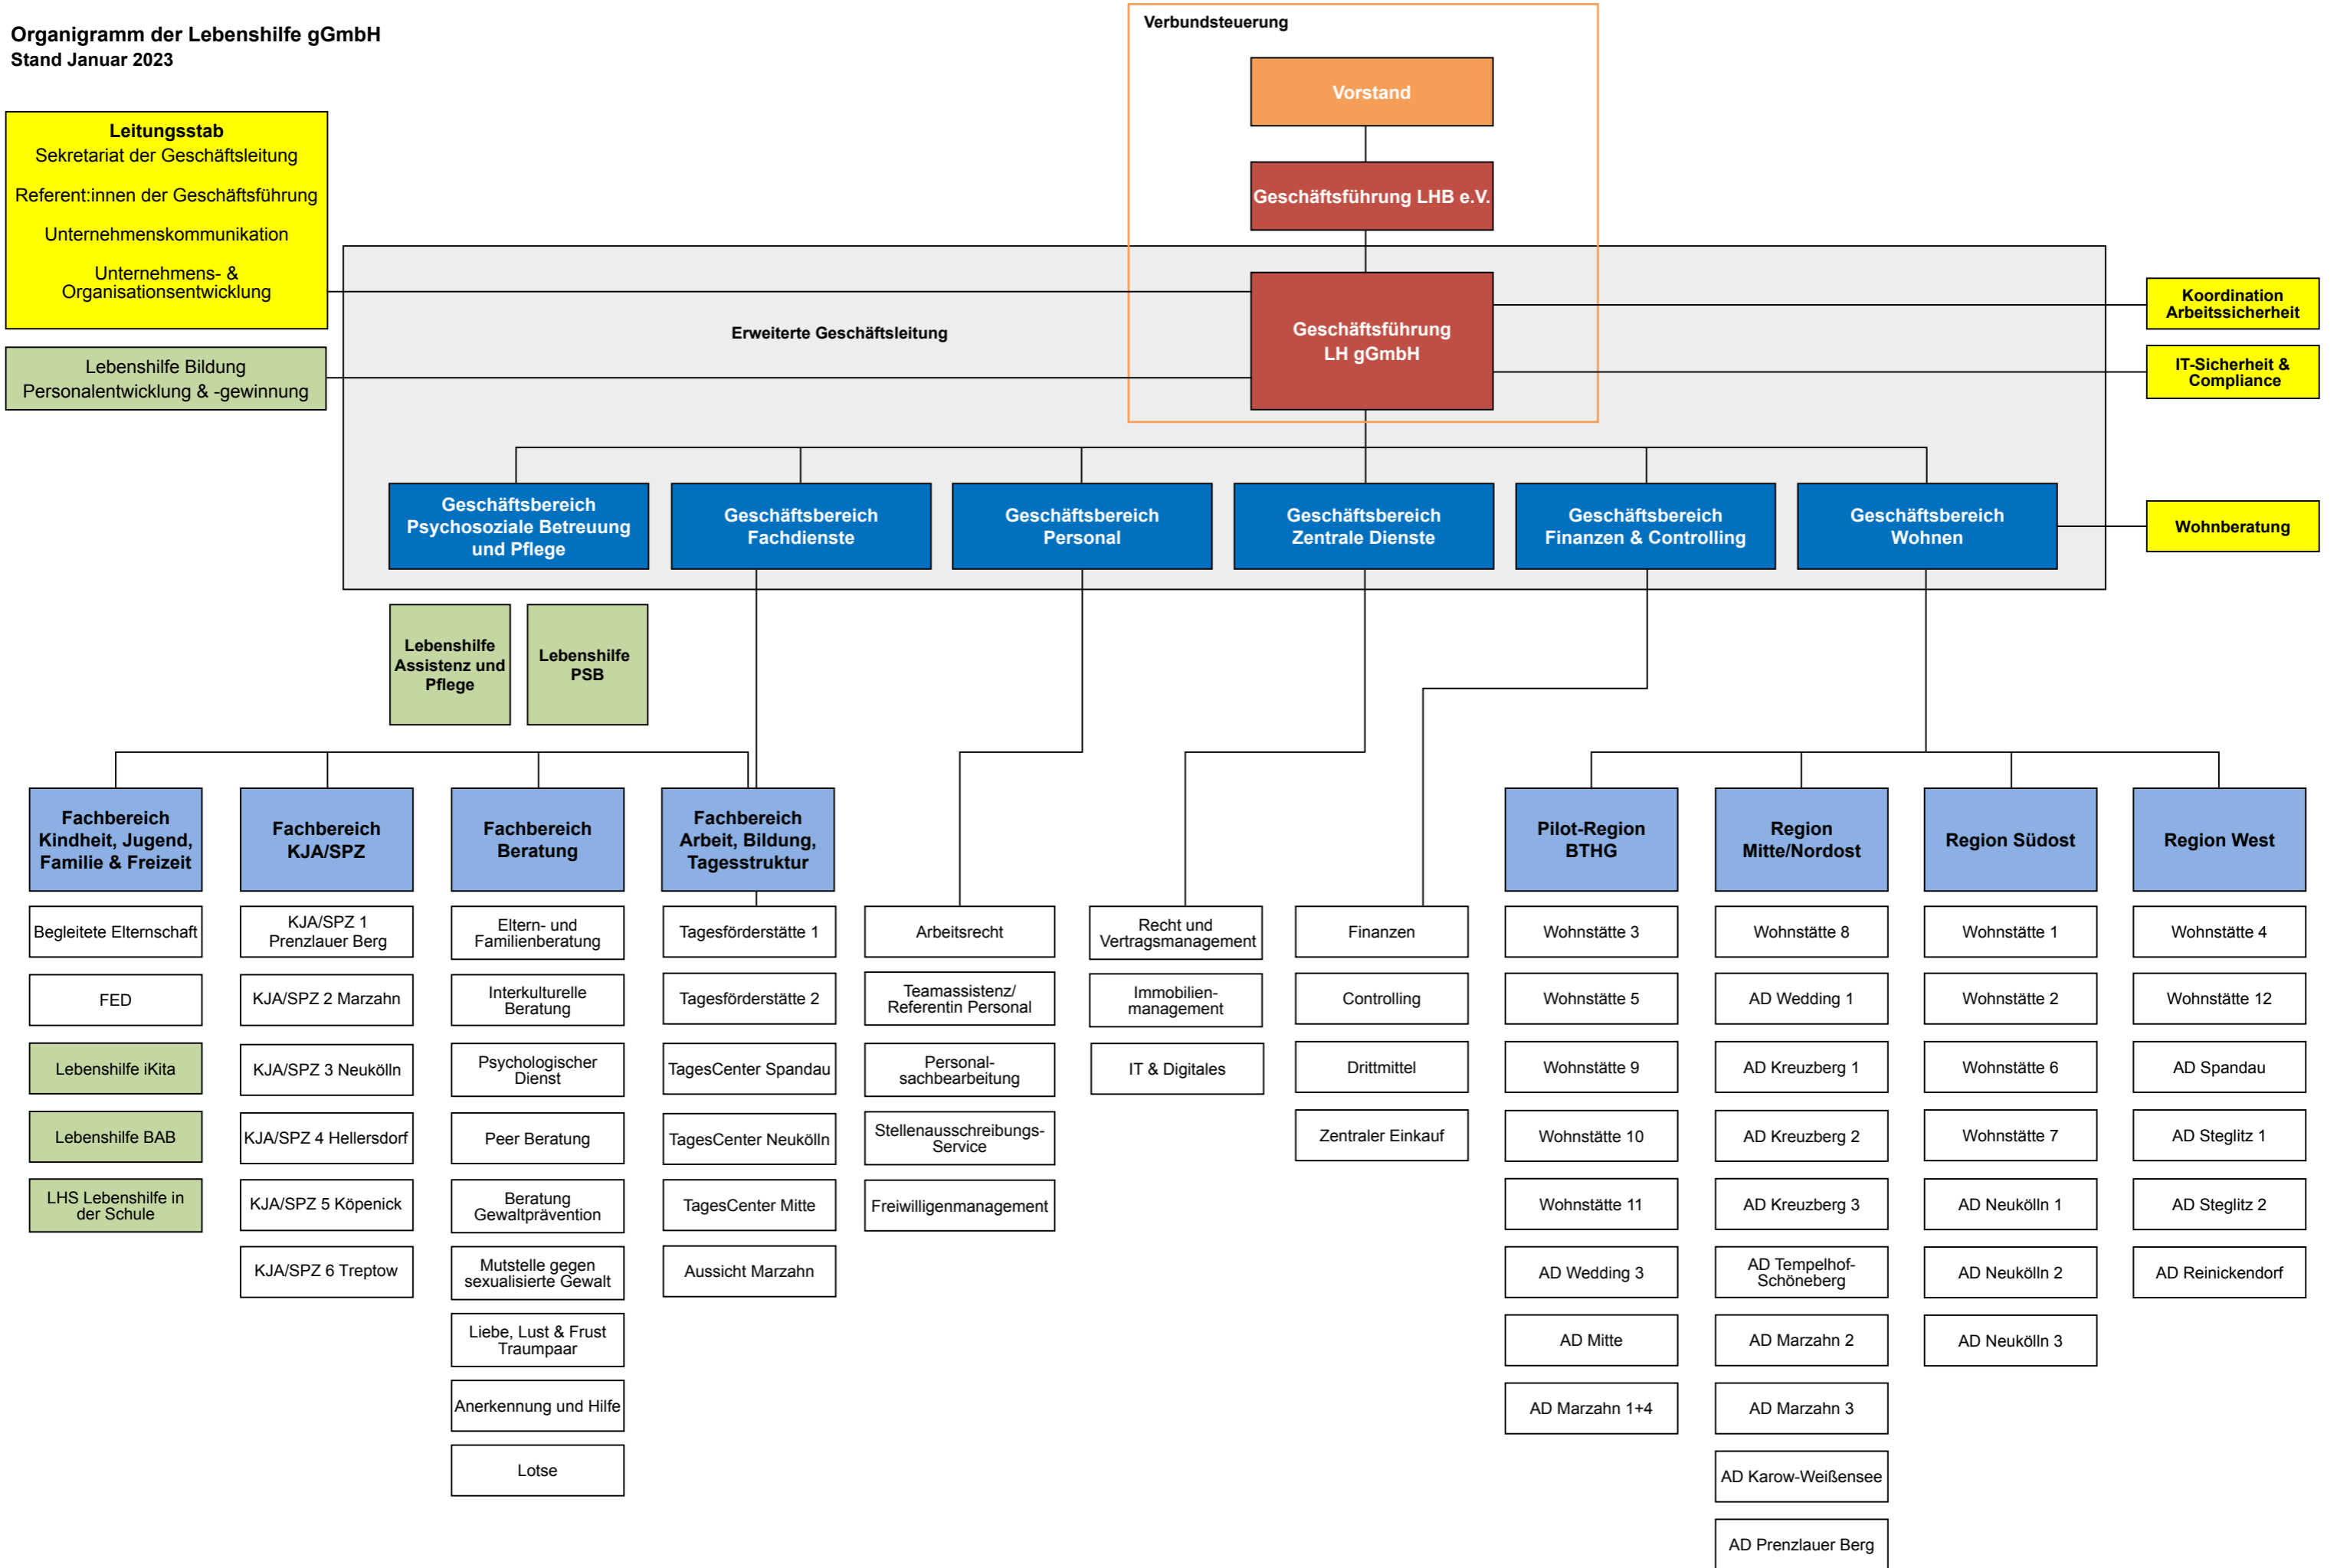 Organigramm der Lebenshilfe gGmbH
Stand Januar 2023
Verbundsteuerung
Vorstand
Geschäftsführung LHB e.V.
Leitungsstab
Sekretariat der Geschäftsleitung
Referent:innen der Geschäftsführung
Unternehmenskommunikation
Unternehmens- &
Organisationsentwicklung
Lebenshilfe Bildung
Personalentwicklung & -gewinnung
Erweiterte Geschäftsleitung
Geschäftsführung
LH gGmbH
Koordination
Arbeitssicherheit
IT-Sicherheit &
Compliance
Geschäftsbereich
Psychosoziale Betreuung
und Pflege
Geschäftsbereich
Fachdienste
Geschäftsbereich
Personal
Geschäftsbereich
Zentrale Dienste
Geschäftsbereich
Finanzen & Controlling
Geschäftsbereich
Wohnen
Wohnberatung
Lebenshilfe
Assistenz und
Pflege
Lebenshilfe
PSB
Fachbereich
Kindheit, Jugend,
Familie & Freizeit
Begleitete Elternschaft
FED
Lebenshilfe iKita
Lebenshilfe BAB
LHS Lebenshilfe in
der Schule
Fachbereich
KJA/SPZ
KJA/SPZ 1
Prenzlauer Berg
KJA/SPZ 2 Marzahn
KJA/SPZ 3 Neukölln
KJA/SPZ 4 Hellersdorf
KJA/SPZ 5 Köpenick
KJA/SPZ 6 Treptow
Fachbereich
Beratung
Eltern- und
Familienberatung
Interkulturelle
Beratung
Psychologischer
Dienst
Peer Beratung
Beratung
Gewaltprävention
Mutstelle gegen
sexualisierte Gewalt
Liebe, Lust & Frust
Traumpaar
Anerkennung und Hilfe
Lotse
Fachbereich
Arbeit, Bildung,
Tagesstruktur
Tagesförderstätte 1
Tagesförderstätte 2
TagesCenter Spandau
TagesCenter Neukölln
TagesCenter Mitte
Aussicht Marzahn
Arbeitsrecht
Teamassistenz/
Referentin Personal
Personal-
sachbearbeitung
Stellenausschreibungs-
Service
Freiwilligenmanagement
Recht und
Vertragsmanagement
Immobilien-
management
IT & Digitales
Finanzen
Controlling
Drittmittel
Zentraler Einkauf
Pilot-Region
BTHG
Wohnstätte 3
Wohnstätte 5
Wohnstätte 9
Wohnstätte 10
Wohnstätte 11
AD Wedding 3
AD Mitte
AD Marzahn 1+4
Region
Mitte/Nordost
Wohnstätte 8
AD Wedding 1
AD Kreuzberg 1
AD Kreuzberg 2
AD Kreuzberg 3
AD Tempelhof-
Schöneberg
AD Marzahn 2
AD Marzahn 3
AD Karow-Weißensee
AD Prenzlauer Berg
Region Südost
Wohnstätte 1
Wohnstätte 2
Wohnstätte 6
Wohnstätte 7
AD Neukölln 1
AD Neukölln 2
AD Neukölln 3
Region West
Wohnstätte 4
Wohnstätte 12
AD Spandau
AD Steglitz 1
AD Steglitz 2
AD Reinickendorf